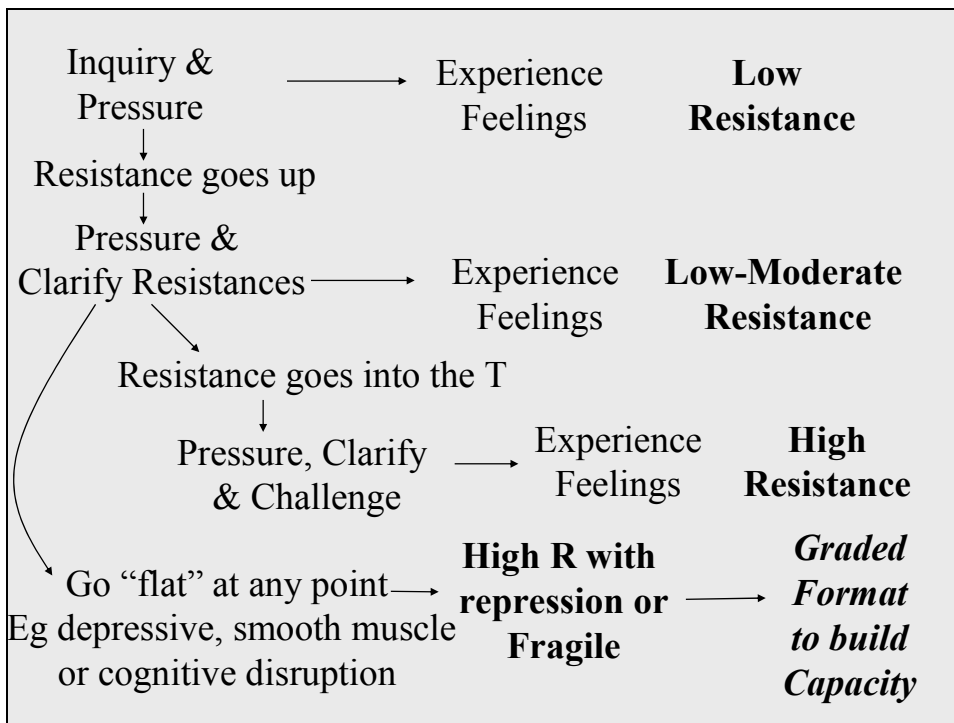 Inquiry &
Pressure
Experience
Feelings
Low
Resistance
Resistance goes up
Pressure &
Clarify Resistances
Experience
Feelings
Low-Moderate
Resistance
Resistance goes into the T
Pressure, Clarify
& Challenge
Experience
Feelings
High
Resistance
Go “flat” at any point
Eg depressive, smooth muscle
or cognitive disruption
High R with
repression or
Fragile
Graded
Format
to build
Capacity